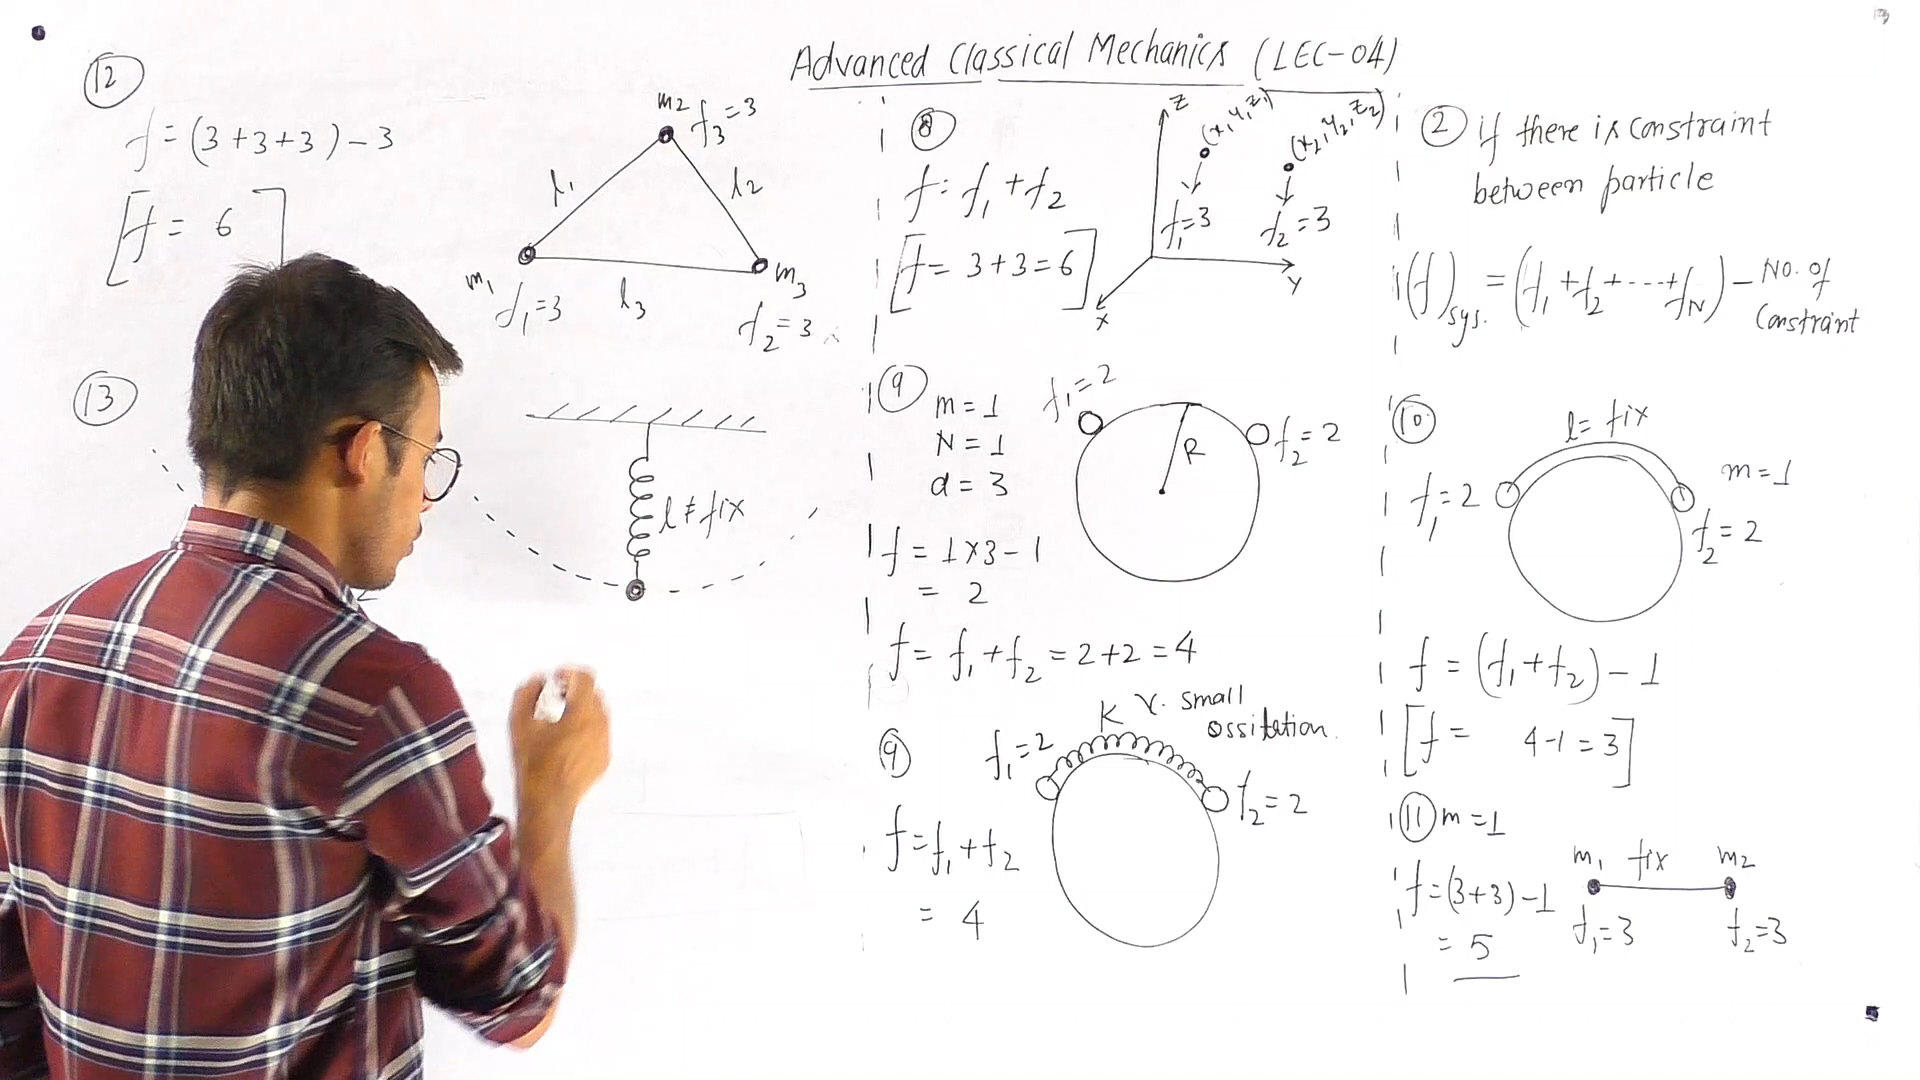 Advanced Classical Mechanics (LEC-04)
12
f = (3+3+3)-3
[f = 6]
m2
f3=3
l1
l2
m1
f1=3
l3
m3
f2=3
13
l≠fix
8
f = f1+f2
[f = 3+3=6]
Z
(x1,y1,z1)
(x2,y2,z2)
f1=3
f2=3
Y
X
2 if there is constraint
between particle
(f)sys. = (f1+f2+----+fN) - No. of
Constraint
9
m=1
N=1
d=3
f1=2
R
f2=2
f = 1×3-1
= 2
f = f1+f2 = 2+2=4
9
K
small
ossilation.
f1=2
f2=2
f=f1+f2
= 4
10
l= fix
f1=2
m=1
f2=2
f = (f1+f2)-1
[f = 4-1=3]
11 m=1
f=(3+3)-1
= 5
m1 fix m2
f1=3
f2=3